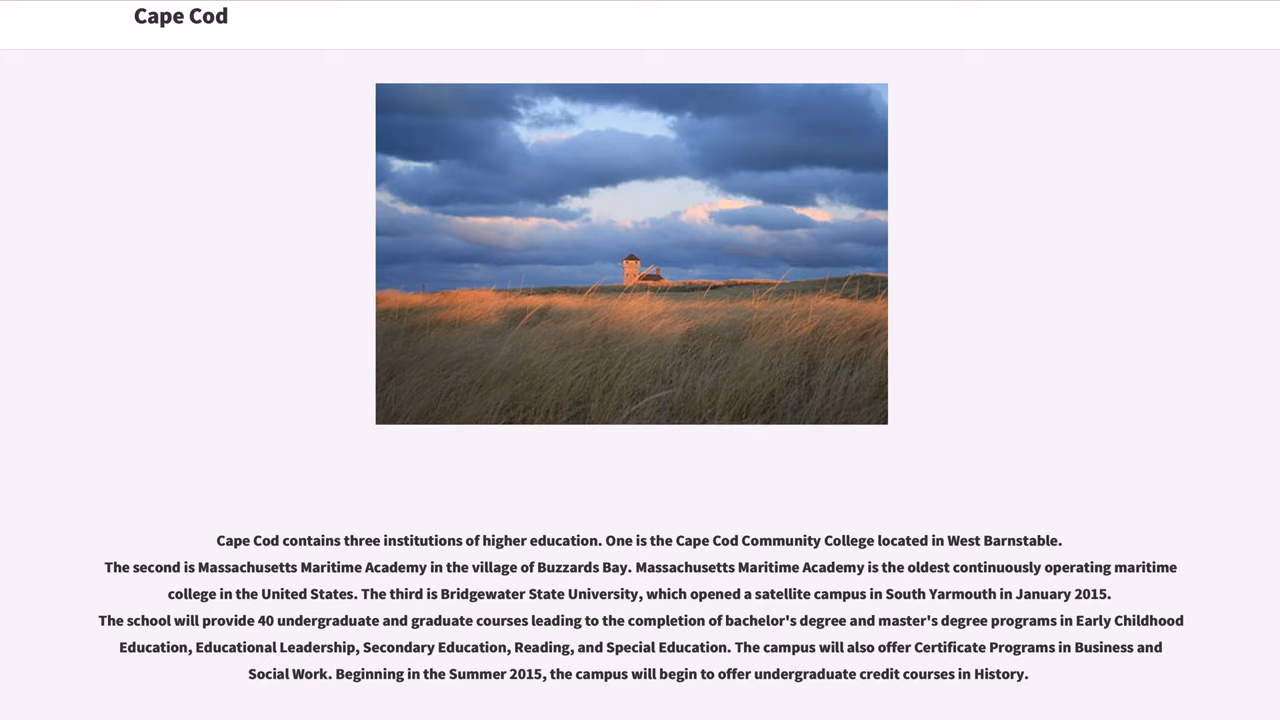 Cape Cod
Cape Cod contains three institutions of higher education. One is the Cape Cod Community College located in West Barnstable.
The second is Massachusetts Maritime Academy in the village of Buzzards Bay. Massachusetts Maritime Academy is the oldest continuously operating maritime
college in the United States. The third is Bridgewater State University, which opened a satellite campus in South Yarmouth in January 2015.
The school will provide 40 undergraduate and graduate courses leading to the completion of bachelor's degree and master's degree programs in Early Childhood
Education, Educational Leadership, Secondary Education, Reading, and Special Education. The campus will also offer Certificate Programs in Business and
Social Work. Beginning in the Summer 2015, the campus will begin to offer undergraduate credit courses in History.